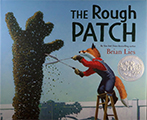 THE Rough
PATCH
Brian Lies